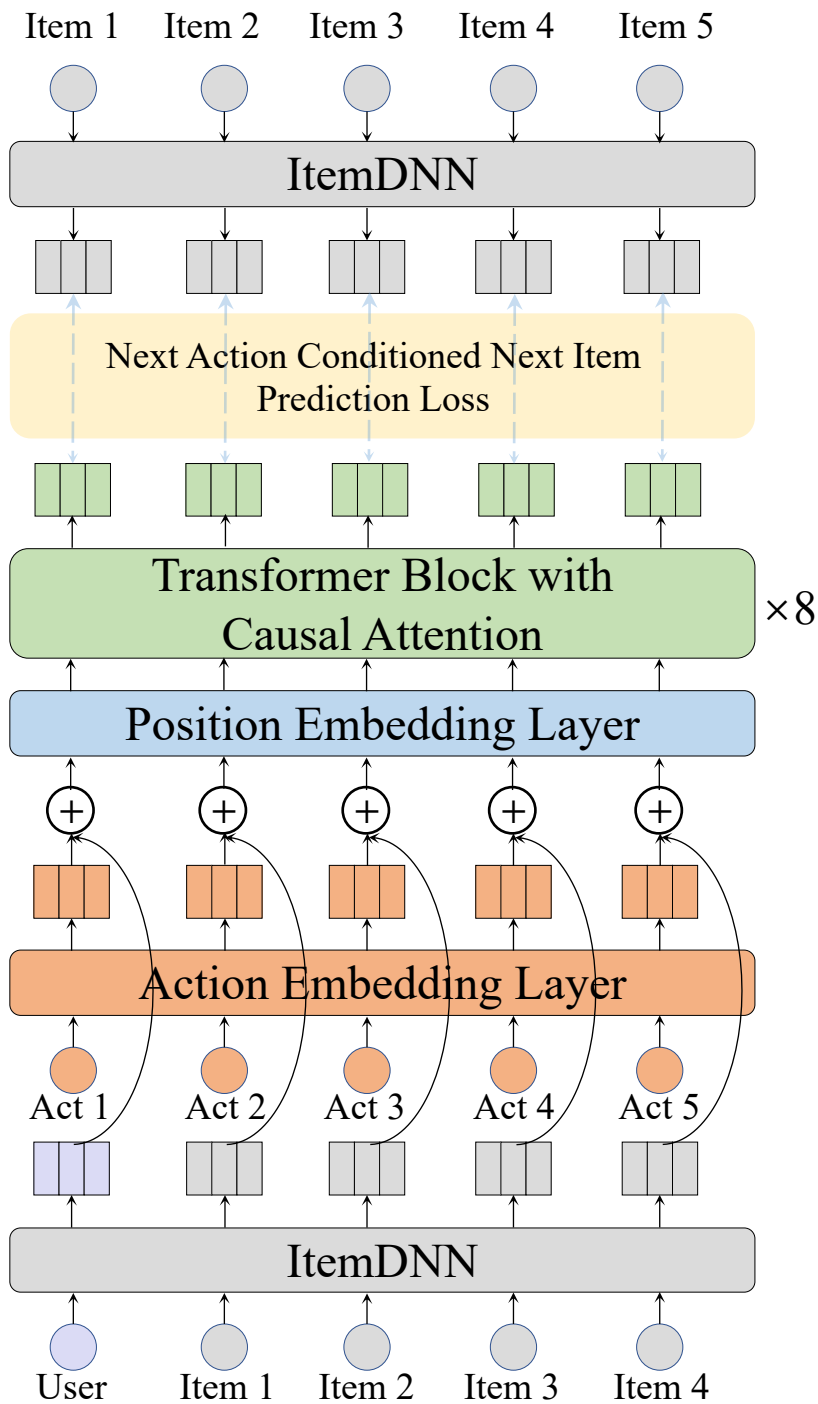 Item 1 Item 2 Item 3 Item 4 Item 5
ItemDNN
Next Action Conditioned Next Item
Prediction Loss
Transformer Block with
Causal Attention
×8
Position Embedding Layer
+ + + + +
Action Embedding Layer
Act 1 Act 2 Act 3 Act 4 Act 5
ItemDNN
User Item 1 Item 2 Item 3 Item 4